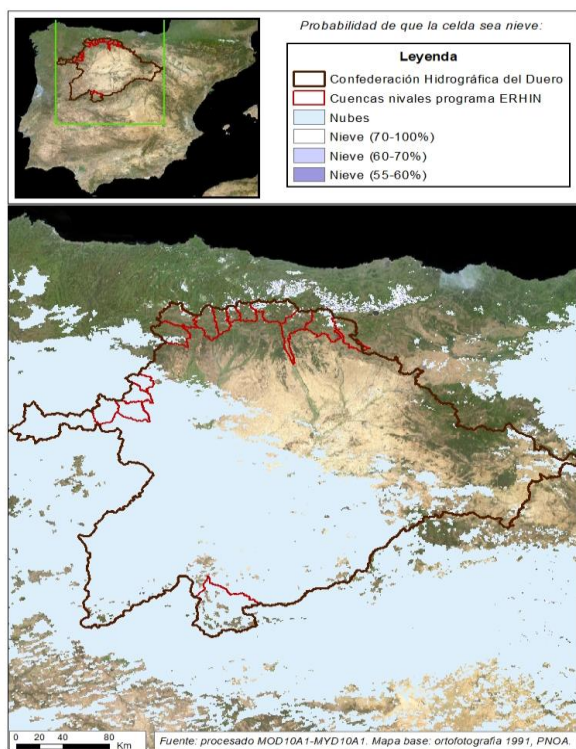 Probabilidad de que la celda sea nieve:
Leyenda
Confederación Hidrográfica del Duero
Cuencas nivales programa ERHIN
Nubes
Nieve (70-100%)
Nieve (60-70%)
Nieve (55-60%)
0 20 40 80
Km
Fuente: procesado MOD10A1-MYD10A1. Mapa base: ortofotografía 1991, PNOA.